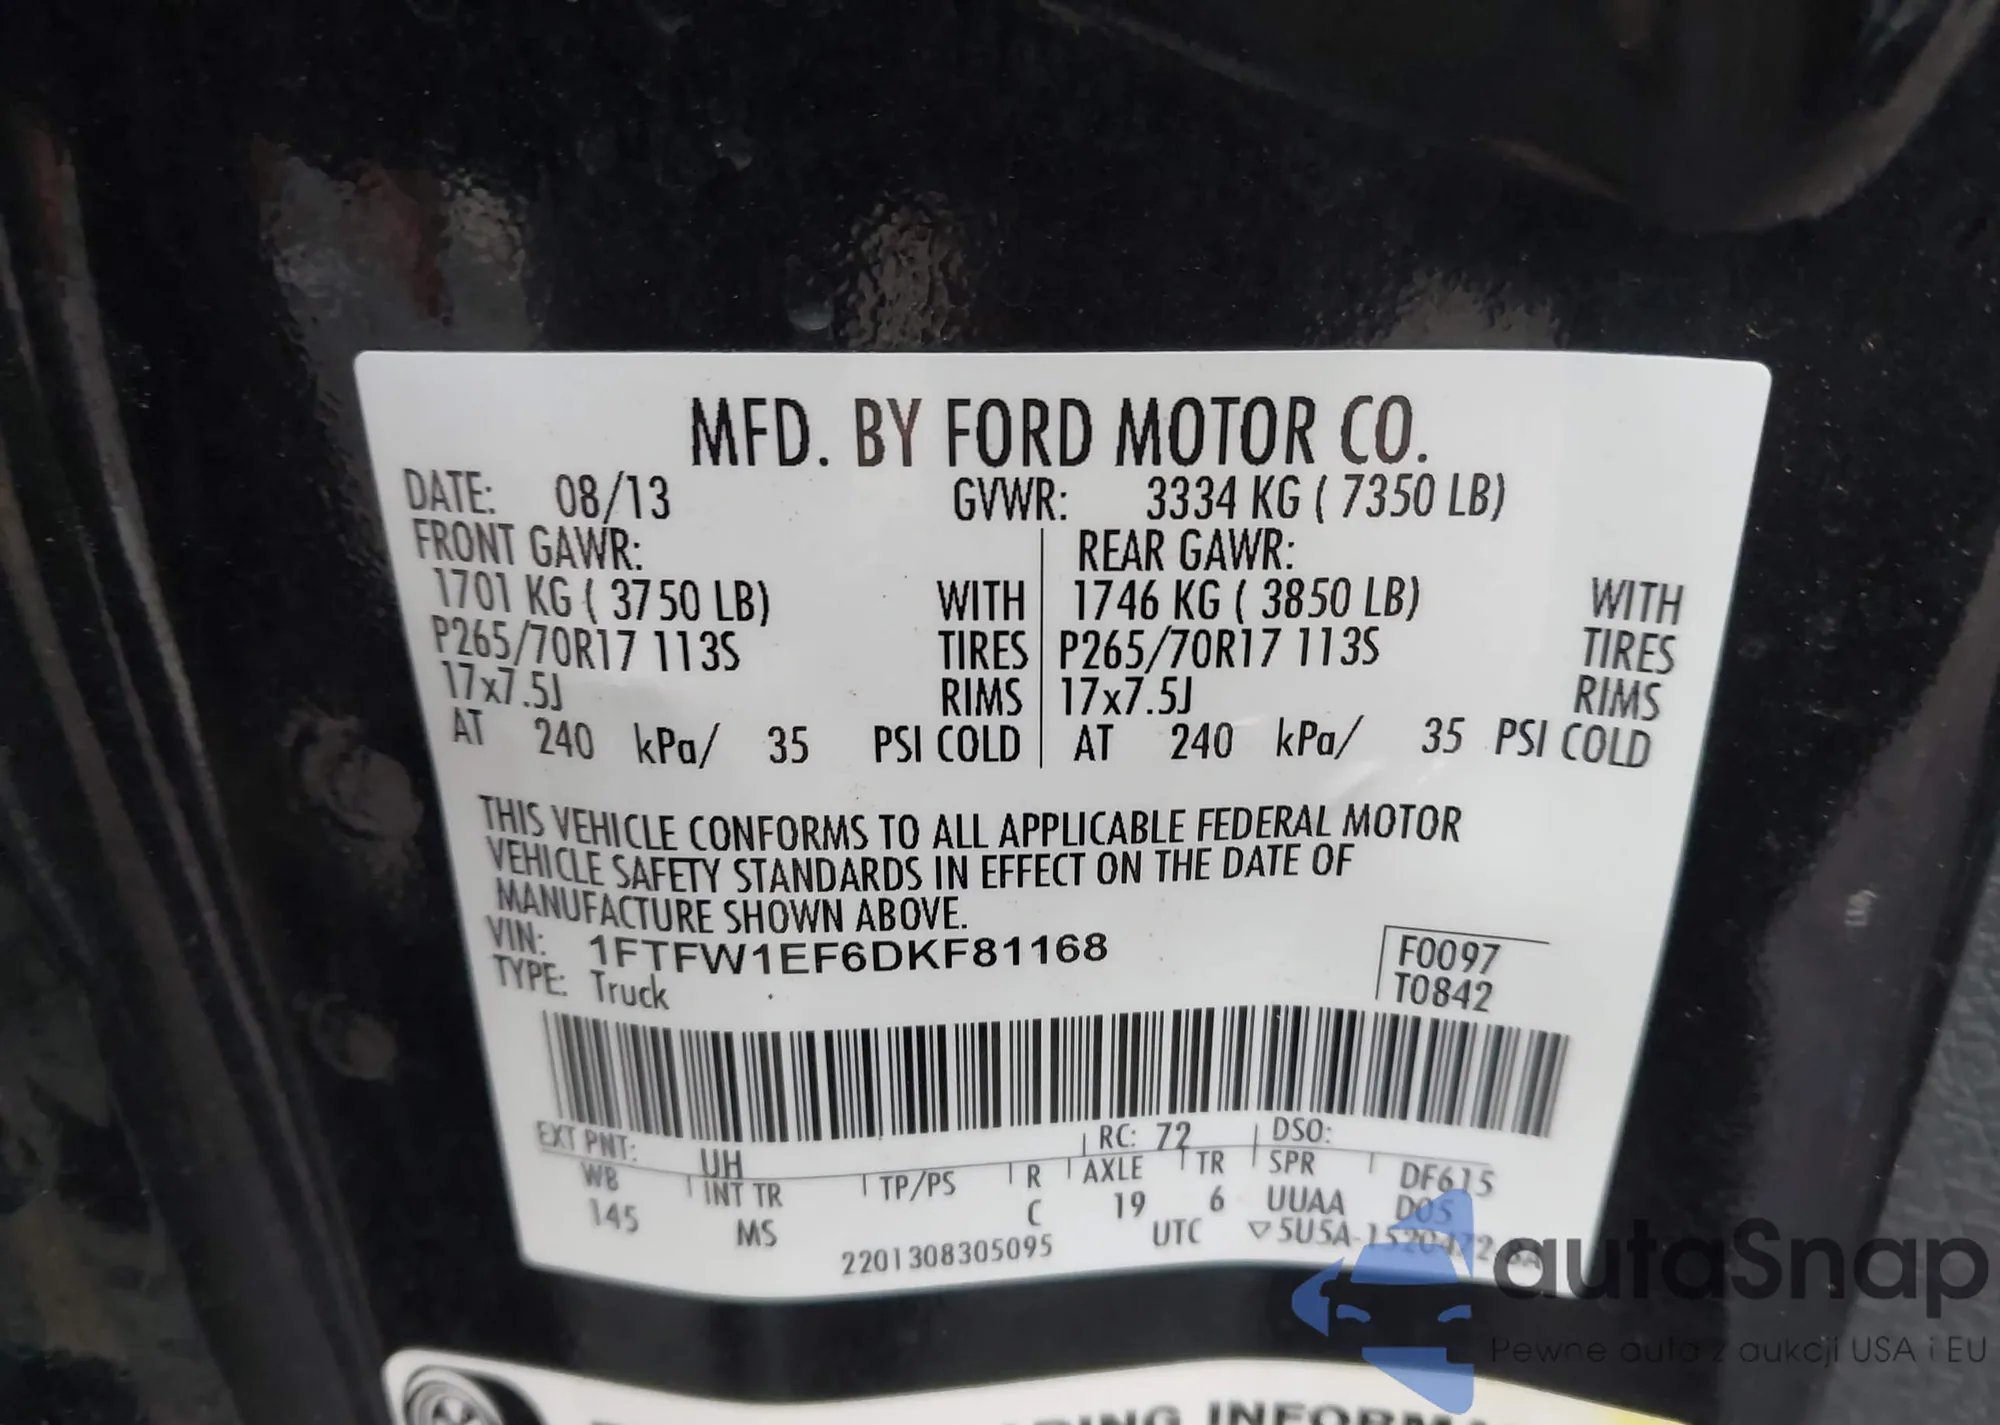 MFD. BY FORD MOTOR CO.
DATE: 08/13 GVWR: 3334 KG ( 7350 LB)
FRONT GAWR: REAR GAWR:
1701 KG ( 3750 LB) WITH 1746 KG ( 3850 LB) WITH
P265/70R17 113S TIRES P265/70R17 113S TIRES
17x7.5J RIMS 17x7.5J RIMS
AT 240 kPa/ 35 PSI COLD AT 240 kPa/ 35 PSI COLD
THIS VEHICLE CONFORMS TO ALL APPLICABLE FEDERAL MOTOR
VEHICLE SAFETY STANDARDS IN EFFECT ON THE DATE OF
MANUFACTURE SHOWN ABOVE.
VIN: 1FTFW1EF6DKF81168 F0097
TYPE: Truck T0842
EXT PNT: UH RC: 72 DSO:
WB INT TR TP/PS R AXLE TR SPR DF615
145 MS C 19 6 UUAA D05
2201308305095 UTC
autaSnap
Pewne auta z aukcji USA i EU
INFORMA